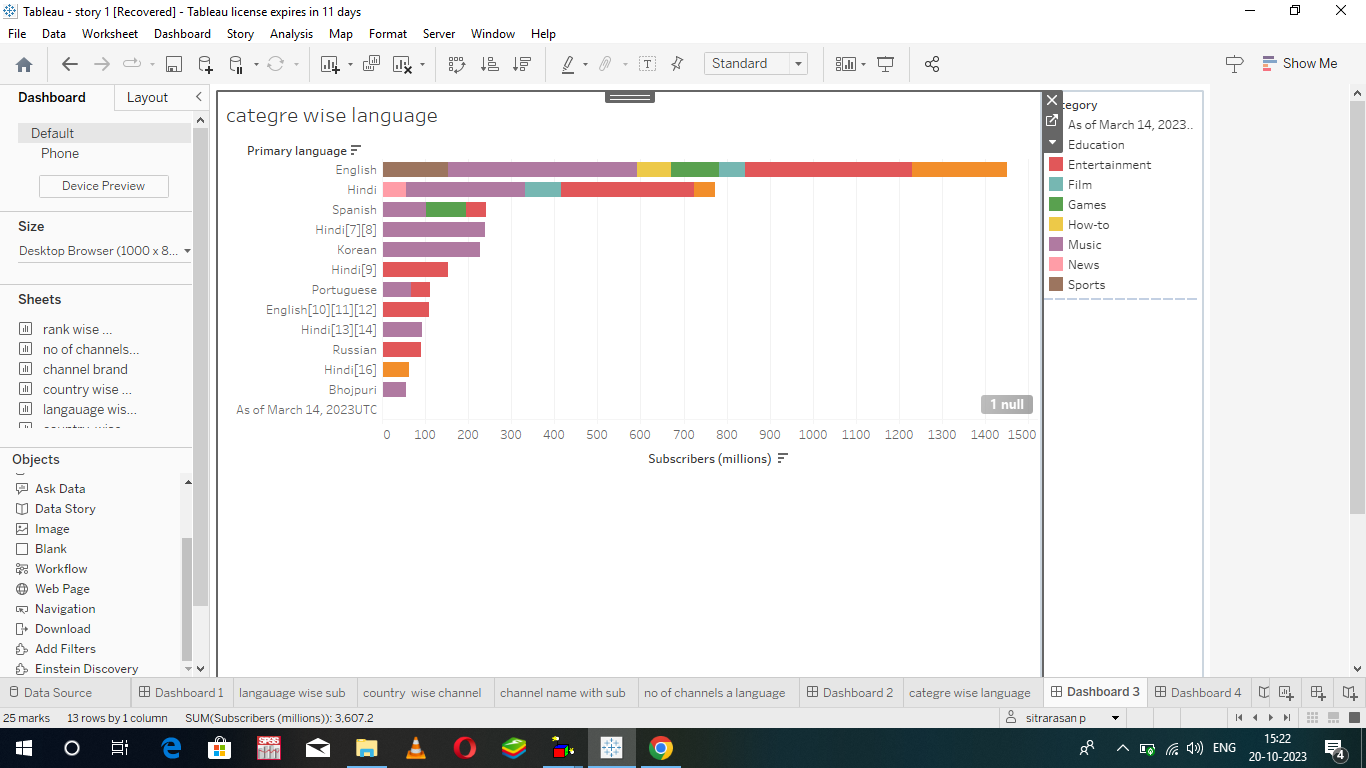 Tableau - story 1 [Recovered] - Tableau license expires in 11 days
File Data Worksheet Dashboard Story Analysis Map Format Server Window Help
Standard
Show Me
Dashboard
Layout
Default
Phone
Device Preview
Size
Desktop Browser (1000 x 8...
Sheets
rank wise ...
no of channels...
channel brand
country wise ...
langauage wis...
Objects
Ask Data
Data Story
Image
Blank
Workflow
Web Page
Navigation
Download
Add Filters
Einstein Discovery
categre wise language
Primary language
English
Hindi
Spanish
Hindi[7][8]
Korean
Hindi[9]
Portuguese
English[10][11][12]
Hindi[13][14]
Russian
Hindi[16]
Bhojpuri
As of March 14, 2023UTC
1 null
0 100 200 300 400 500 600 700 800 900 1000 1100 1200 1300 1400 1500
Subscribers (millions)
tegory
As of March 14, 2023..
Education
Entertainment
Film
Games
How-to
Music
News
Sports
Data Source Dashboard 1 langauage wise sub country wise channel channel name with sub no of channels a language Dashboard 2 categre wise language Dashboard 3 Dashboard 4
25 marks 13 rows by 1 column SUM(Subscribers (millions)): 3,607.2
sitrarasan p
SPSS
ENG
15:22
20-10-2023
4